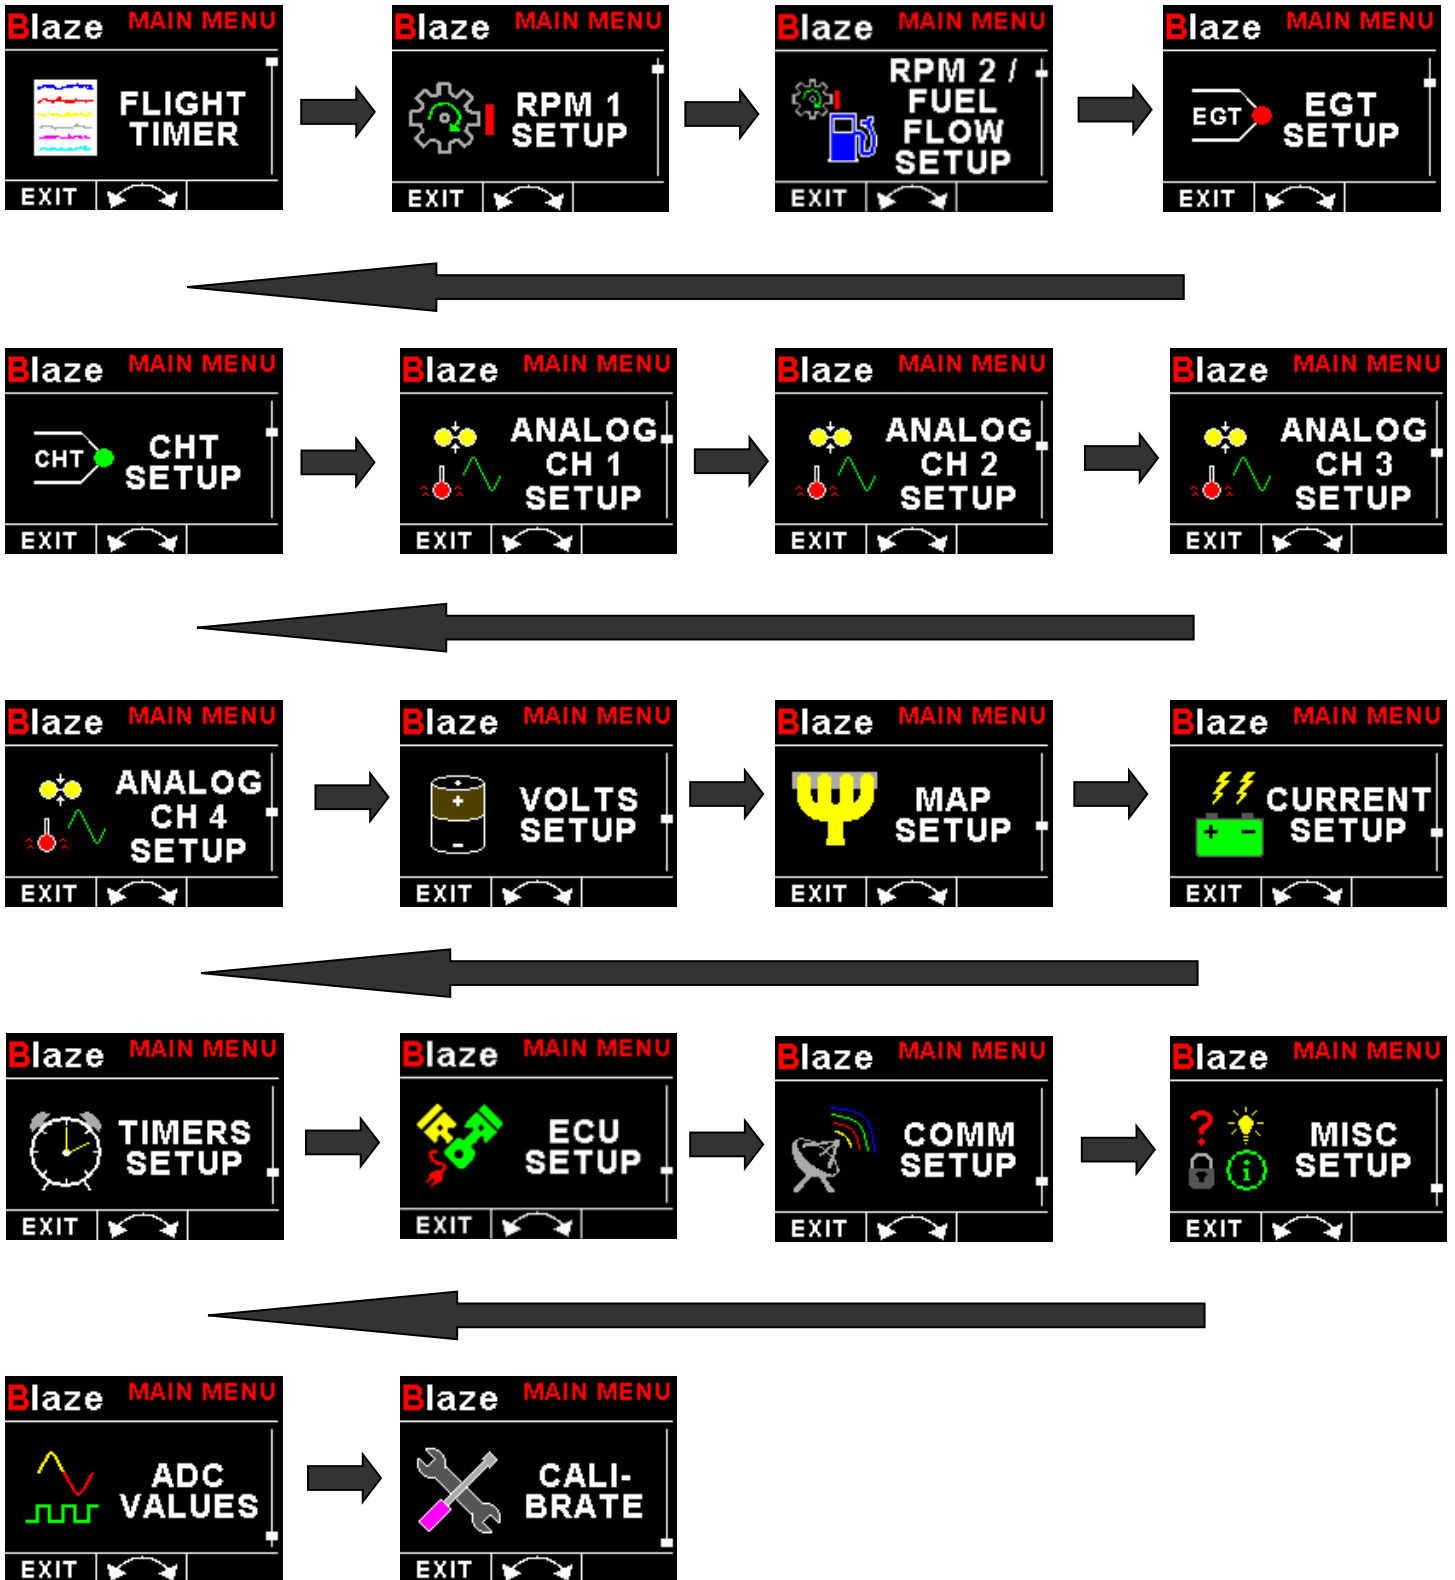 Blaze MAIN MENU
FLIGHT
TIMER
EXIT
Blaze MAIN MENU
RPM 1
SETUP
EXIT
Blaze MAIN MENU
RPM 2 /
FUEL
FLOW
SETUP
EXIT
Blaze MAIN MENU
EGT
EGT
SETUP
EXIT
Blaze MAIN MENU
CHT
CHT
SETUP
EXIT
Blaze MAIN MENU
ANALOG
CH 1
SETUP
EXIT
Blaze MAIN MENU
ANALOG
CH 2
SETUP
EXIT
Blaze MAIN MENU
ANALOG
CH 3
SETUP
EXIT
Blaze MAIN MENU
ANALOG
CH 4
SETUP
EXIT
Blaze MAIN MENU
VOLTS
SETUP
EXIT
Blaze MAIN MENU
MAP
SETUP
EXIT
Blaze MAIN MENU
CURRENT
SETUP
EXIT
Blaze MAIN MENU
TIMERS
SETUP
EXIT
Blaze MAIN MENU
ECU
SETUP
EXIT
Blaze MAIN MENU
COMM
SETUP
EXIT
Blaze MAIN MENU
MISC
SETUP
EXIT
Blaze MAIN MENU
ADC
VALUES
EXIT
Blaze MAIN MENU
CALI-
BRATE
EXIT